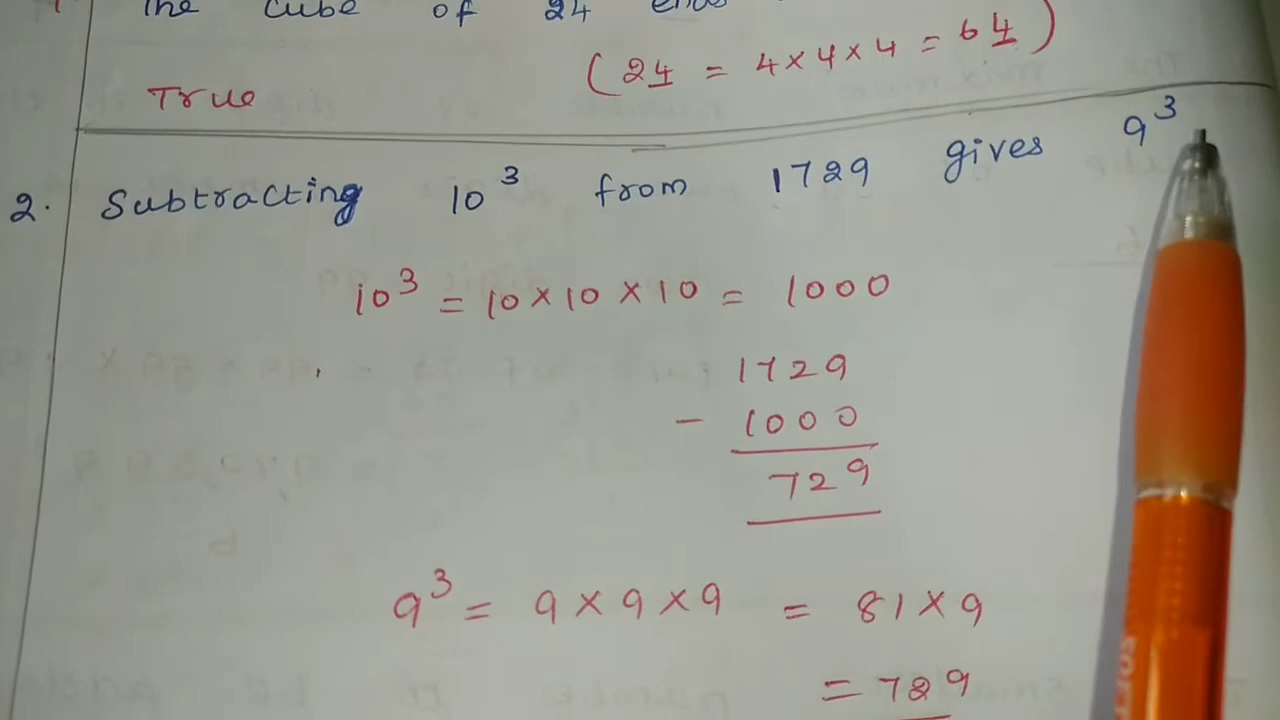 The cube of 24 ends
True (24 = 4×4×4 = 64)
2. Subtracting 10³ from 1729 gives 9³
10³ = 10×10×10 = 1000
1729
- 1000
729
9³ = 9×9×9 = 81×9
= 729